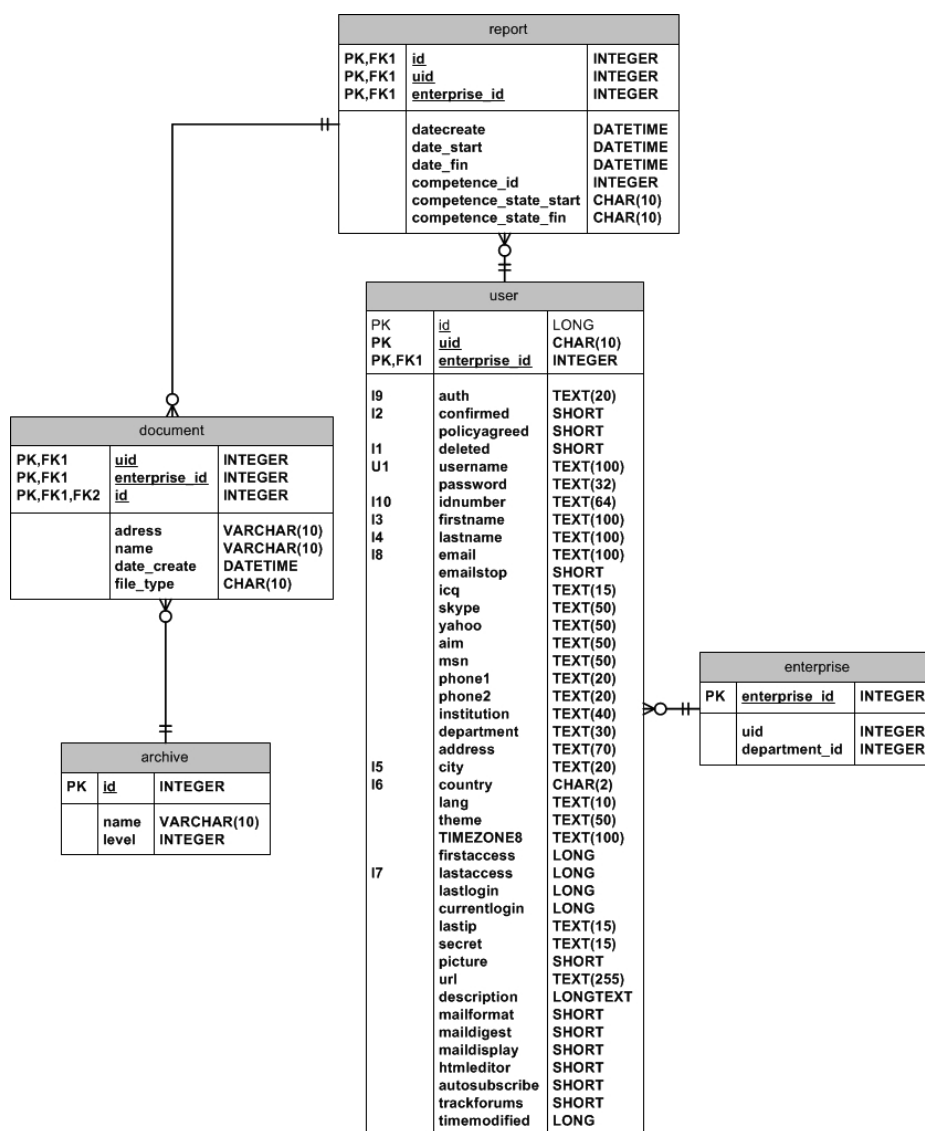 report
PK,FK1 id INTEGER
PK,FK1 uid INTEGER
PK,FK1 enterprise_id INTEGER
datecreate DATETIME
date_start DATETIME
date_fin DATETIME
competence_id INTEGER
competence_state_start CHAR(10)
competence_state_fin CHAR(10)
user
PK id LONG
PK uid CHAR(10)
PK,FK1 enterprise_id INTEGER
I9 auth TEXT(20)
I2 confirmed SHORT
policyagreed SHORT
I1 deleted SHORT
U1 username TEXT(100)
password TEXT(32)
I10 idnumber TEXT(64)
I3 firstname TEXT(100)
I4 lastname TEXT(100)
I8 email TEXT(100)
emailstop SHORT
icq TEXT(15)
skype TEXT(50)
yahoo TEXT(50)
aim TEXT(50)
msn TEXT(50)
phone1 TEXT(20)
phone2 TEXT(20)
institution TEXT(40)
department TEXT(30)
address TEXT(70)
I5 city TEXT(20)
I6 country CHAR(2)
lang TEXT(10)
theme TEXT(50)
TIMEZONE8 TEXT(100)
firstaccess LONG
I7 lastaccess LONG
lastlogin LONG
currentlogin LONG
lastip TEXT(15)
secret TEXT(15)
picture SHORT
url TEXT(255)
description LONGTEXT
mailformat SHORT
maildigest SHORT
maildisplay SHORT
htmleditor SHORT
autosubscribe SHORT
trackforums SHORT
timemodified LONG
document
PK,FK1 uid INTEGER
PK,FK1 enterprise_id INTEGER
PK,FK1,FK2 id INTEGER
adress VARCHAR(10)
name VARCHAR(10)
date_create DATETIME
file_type CHAR(10)
enterprise
PK enterprise_id INTEGER
uid INTEGER
department_id INTEGER
archive
PK id INTEGER
name VARCHAR(10)
level INTEGER